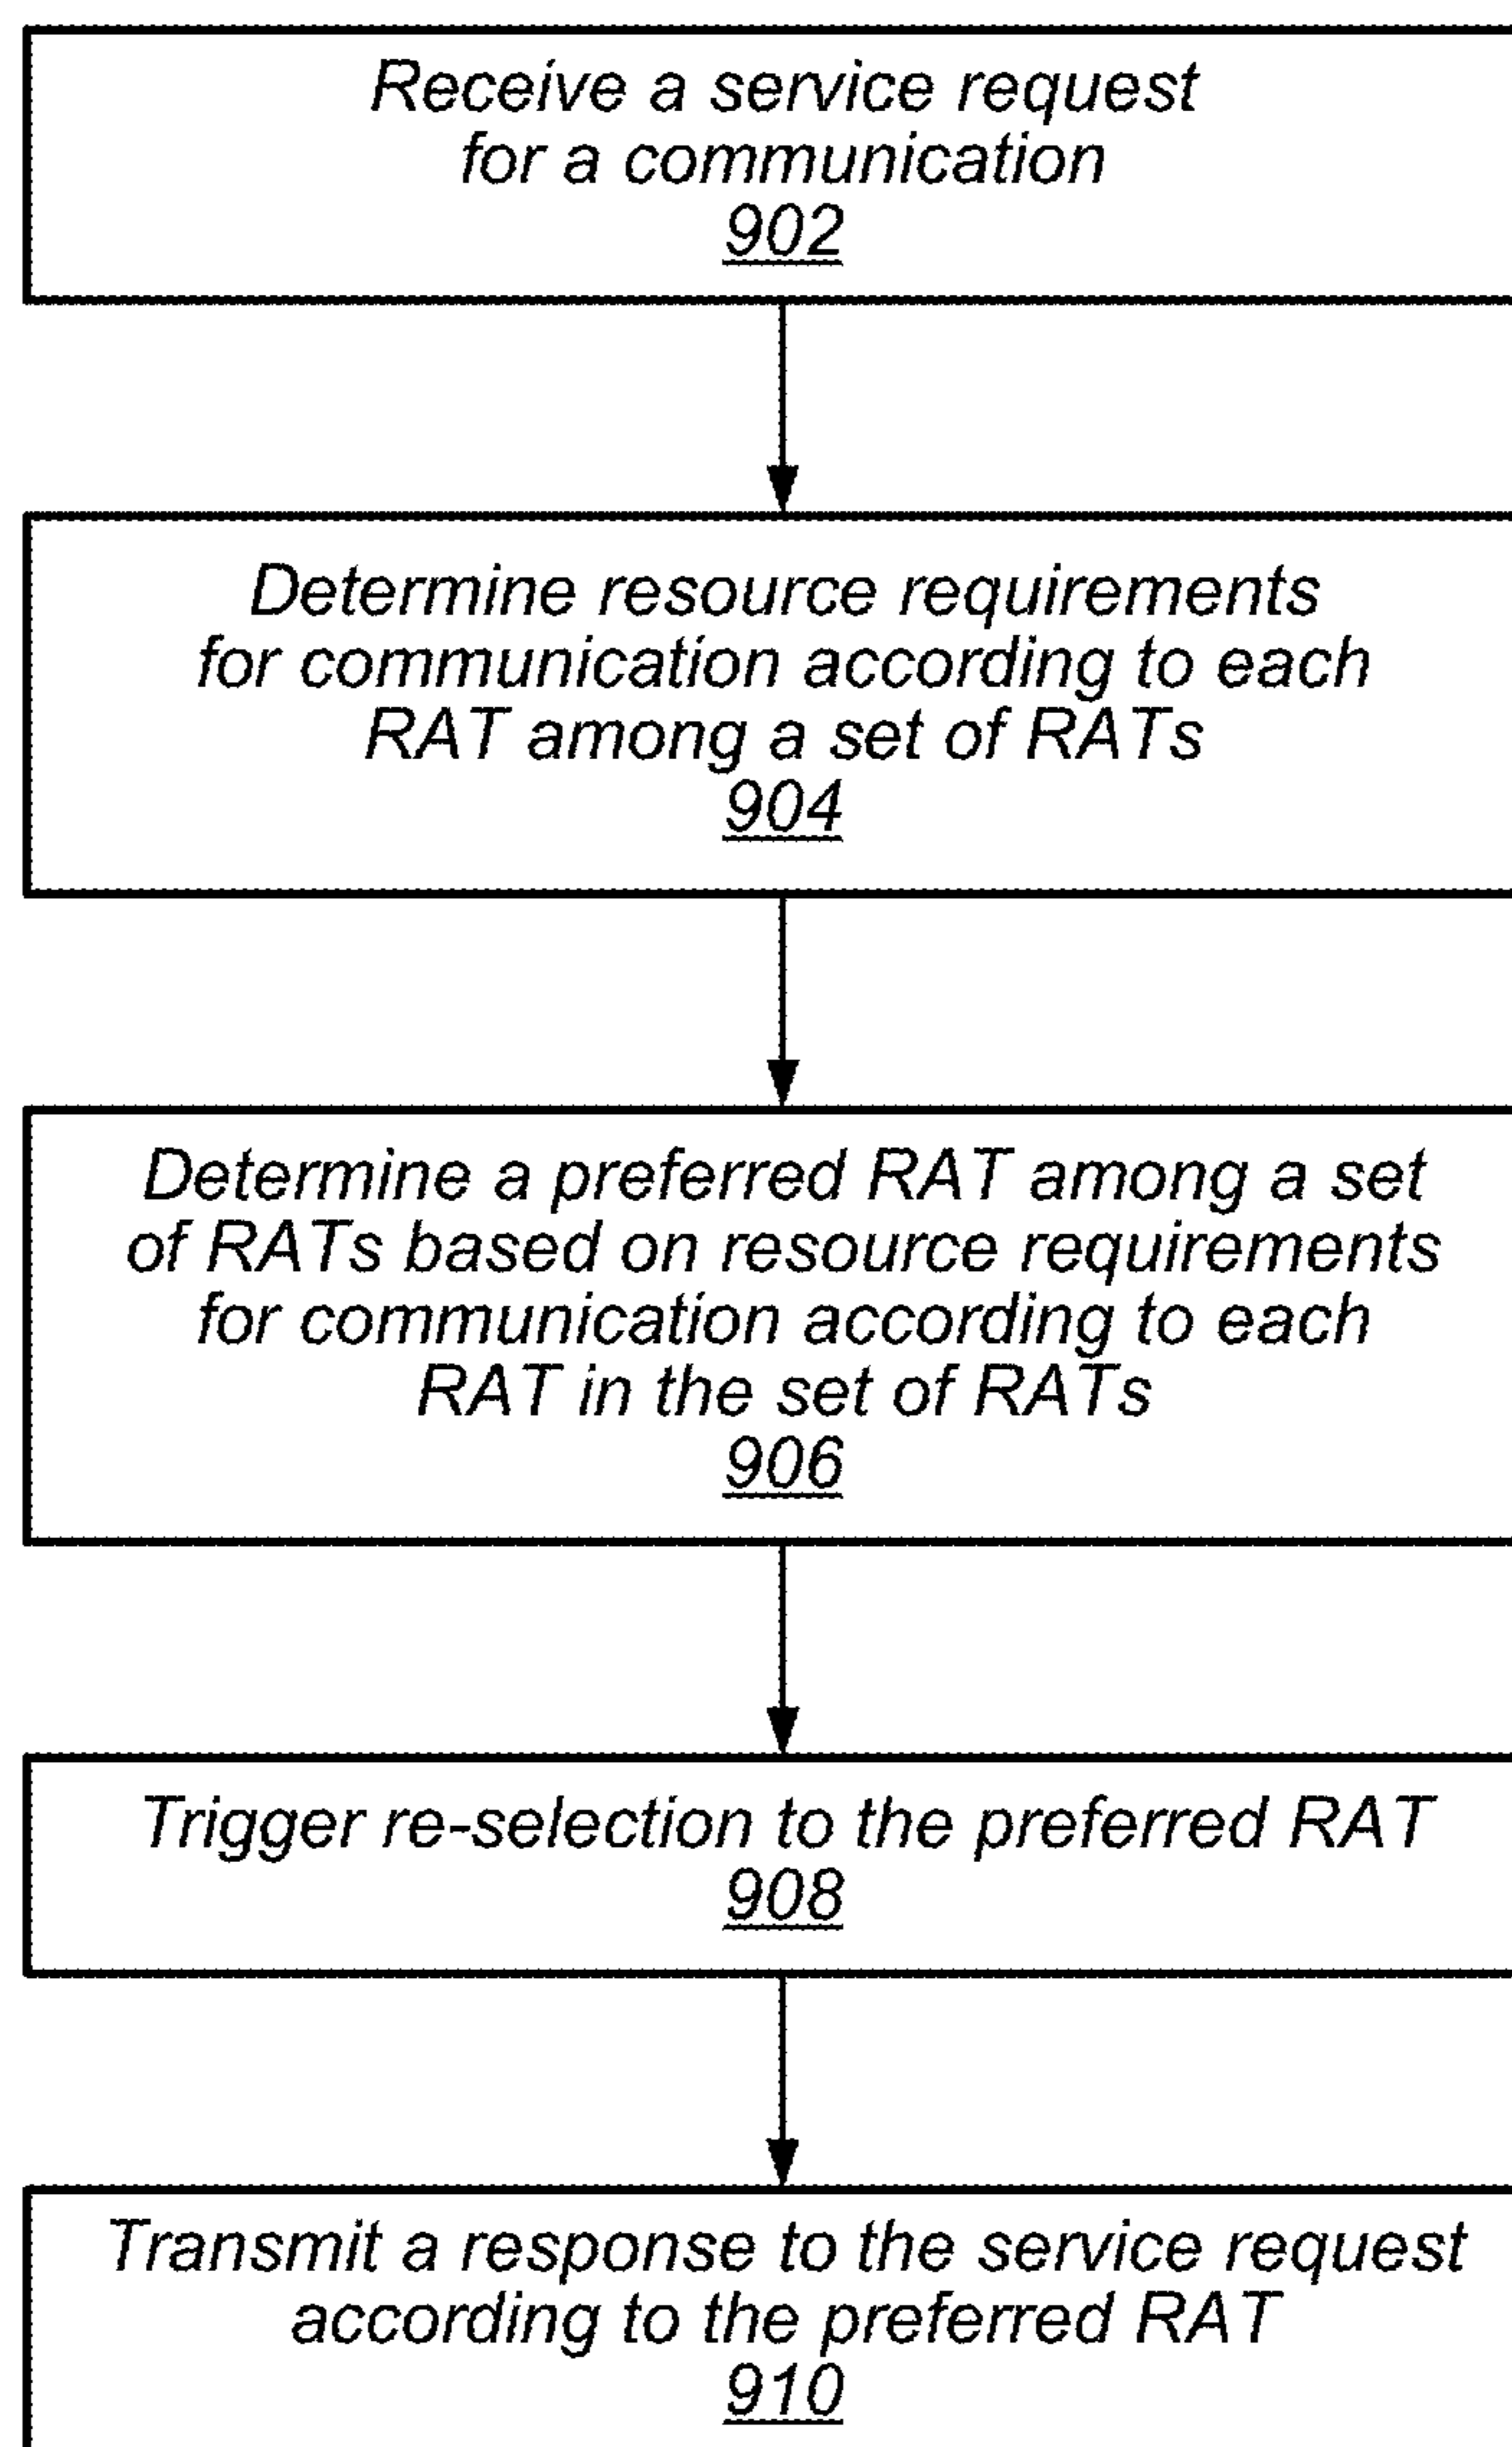 Receive a service request
for a communication
902
Determine resource requirements
for communication according to each
RAT among a set of RATs
904
Determine a preferred RAT among a set
of RATs based on resource requirements
for communication according to each
RAT in the set of RATs
906
Trigger re-selection to the preferred RAT
908
Transmit a response to the service request
according to the preferred RAT
910